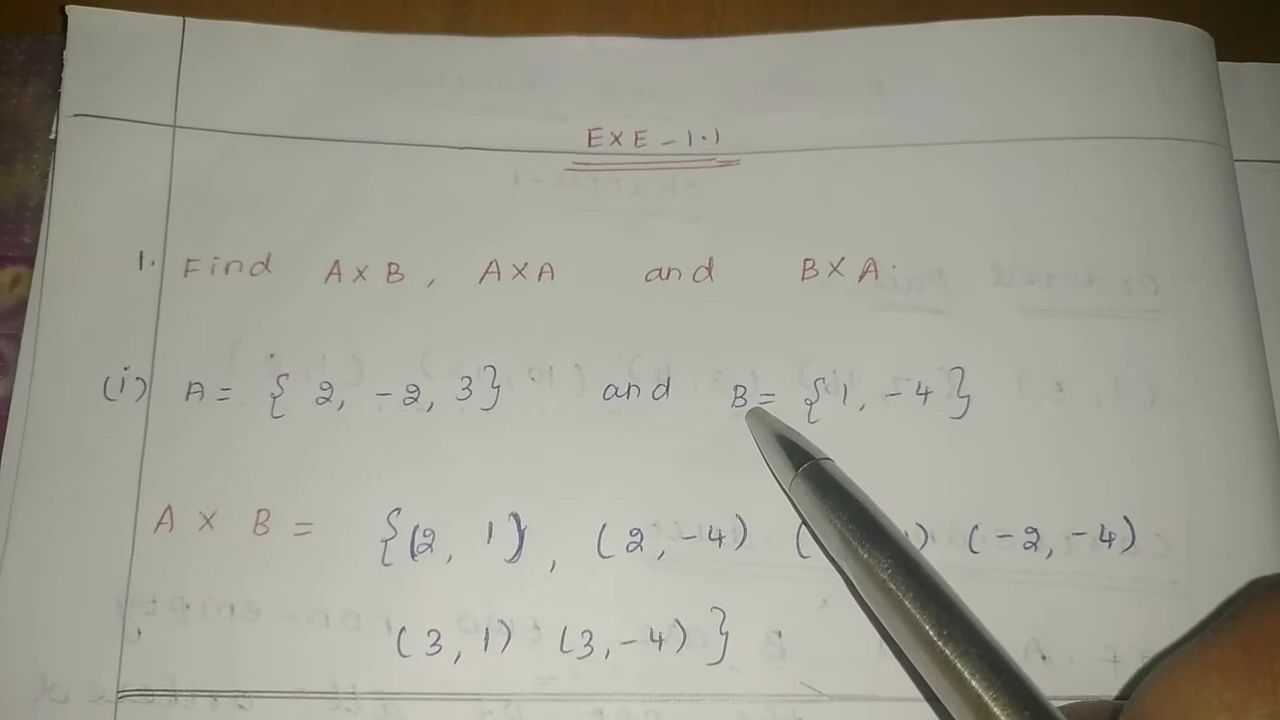 EXE - 1.1
1. Find A x B, A x A and B x A.
(i) A = { 2, -2, 3} and B = {1, -4}
A x B = {(2, 1), (2, -4) ( 1) (-2, -4)
(3, 1) (3, -4) }